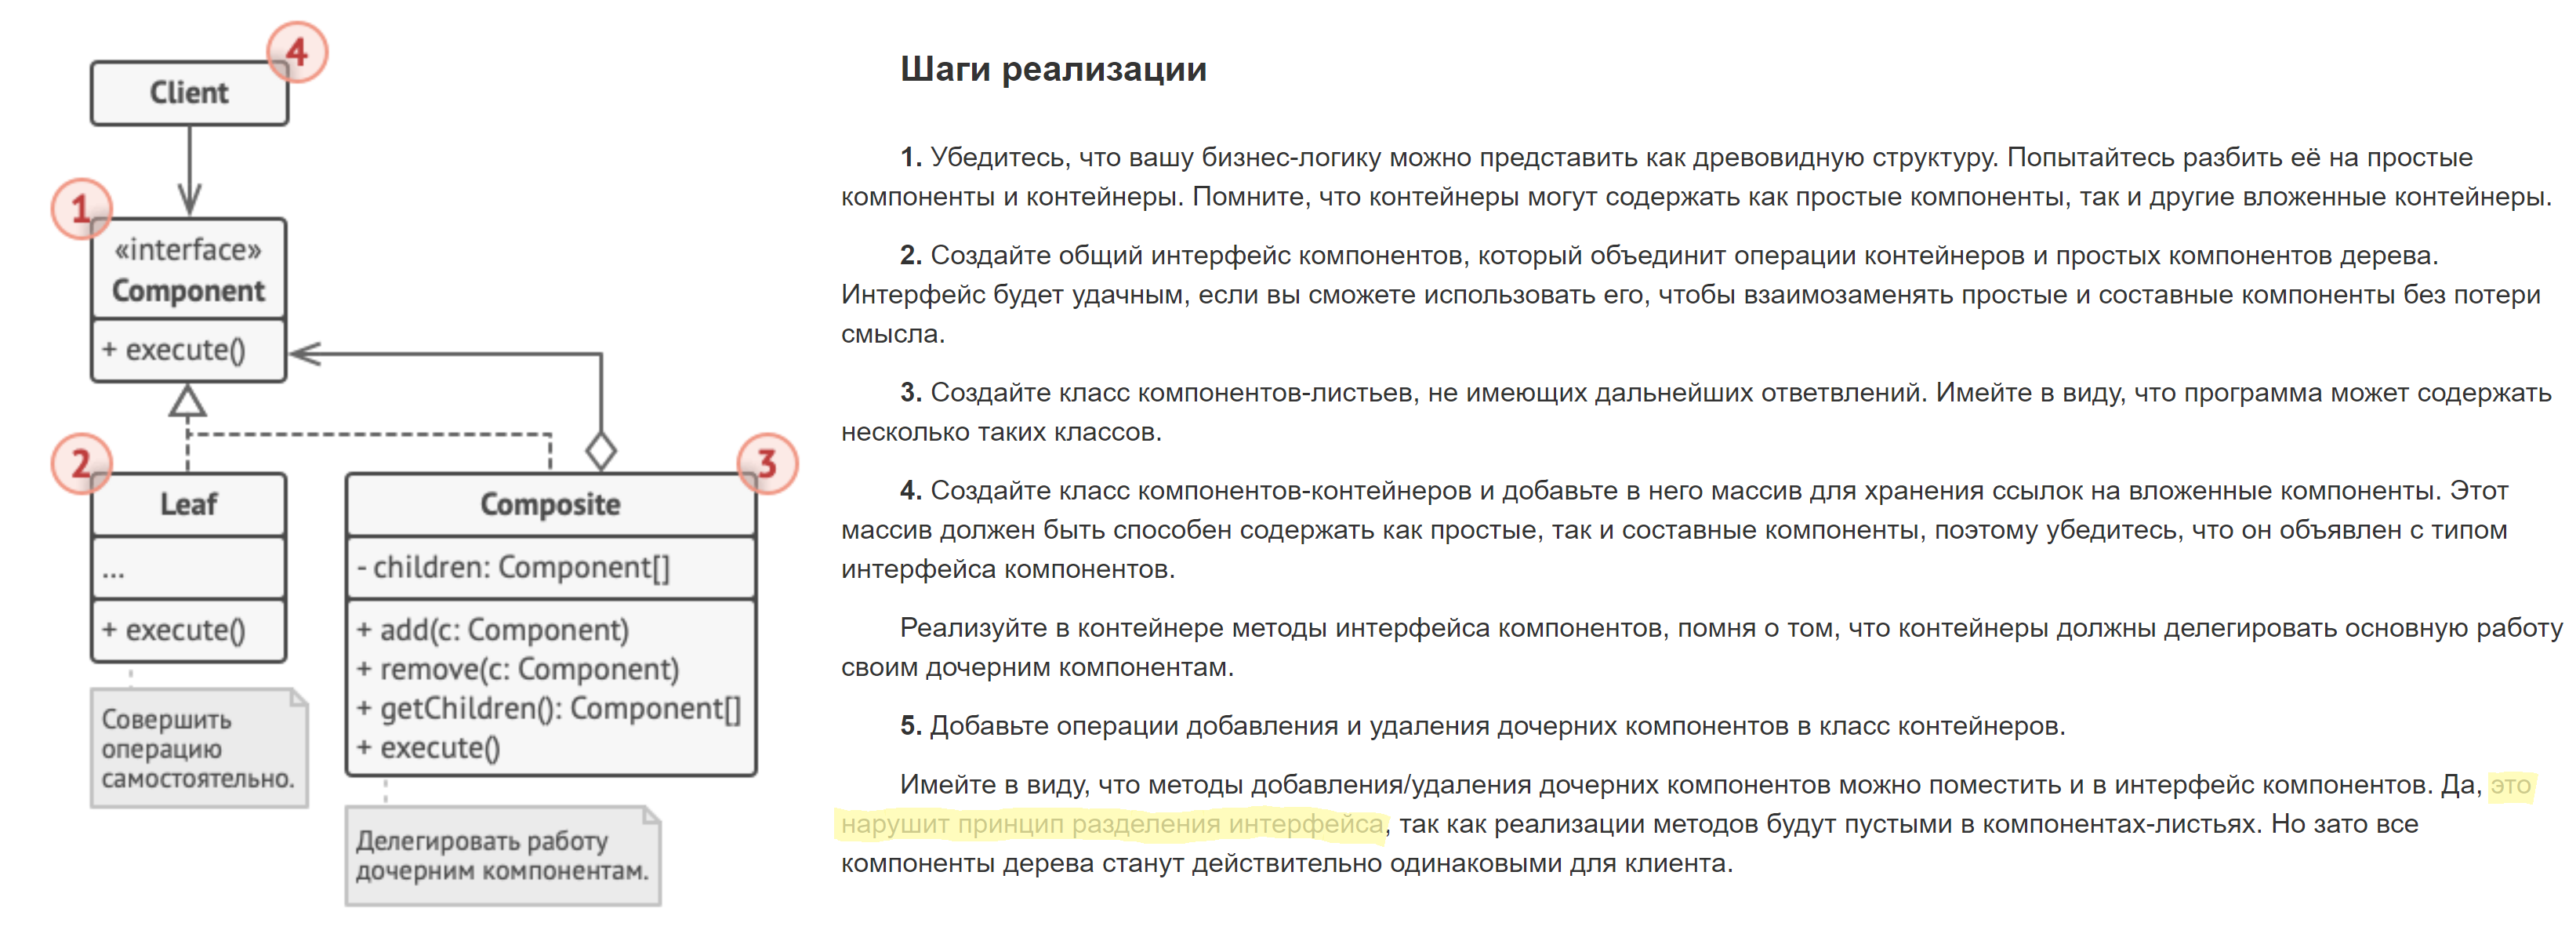 4
Client
1
«interface»
Component
+ execute()
2
Leaf
...
+ execute()
Совершить
операцию
самостоятельно.
3
Composite
- children: Component[]
+ add(c: Component)
+ remove(c: Component)
+ getChildren(): Component[]
+ execute()
Делегировать работу
дочерним компонентам.
Шаги реализации
1. Убедитесь, что вашу бизнес-логику можно представить как древовидную структуру. Попытайтесь разбить её на простые
компоненты и контейнеры. Помните, что контейнеры могут содержать как простые компоненты, так и другие вложенные контейнеры.
2. Создайте общий интерфейс компонентов, который объединит операции контейнеров и простых компонентов дерева.
Интерфейс будет удачным, если вы сможете использовать его, чтобы взаимозаменять простые и составные компоненты без потери
смысла.
3. Создайте класс компонентов-листьев, не имеющих дальнейших ответвлений. Имейте в виду, что программа может содержать
несколько таких классов.
4. Создайте класс компонентов-контейнеров и добавьте в него массив для хранения ссылок на вложенные компоненты. Этот
массив должен быть способен содержать как простые, так и составные компоненты, поэтому убедитесь, что он объявлен с типом
интерфейса компонентов.
Реализуйте в контейнере методы интерфейса компонентов, помня о том, что контейнеры должны делегировать основную работу
своим дочерним компонентам.
5. Добавьте операции добавления и удаления дочерних компонентов в класс контейнеров.
Имейте в виду, что методы добавления/удаления дочерних компонентов можно поместить и в интерфейс компонентов. Да, это
нарушит принцип разделения интерфейса, так как реализации методов будут пустыми в компонентах-листьях. Но зато все
компоненты дерева станут действительно одинаковыми для клиента.